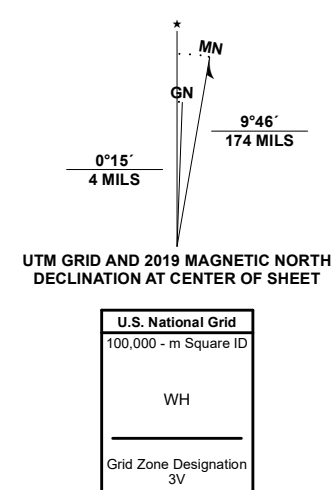 ★
MN
GN
9°46´
174 MILS
0°15´
4 MILS
UTM GRID AND 2019 MAGNETIC NORTH
DECLINATION AT CENTER OF SHEET
U.S. National Grid
100,000 - m Square ID
WH
Grid Zone Designation
3V